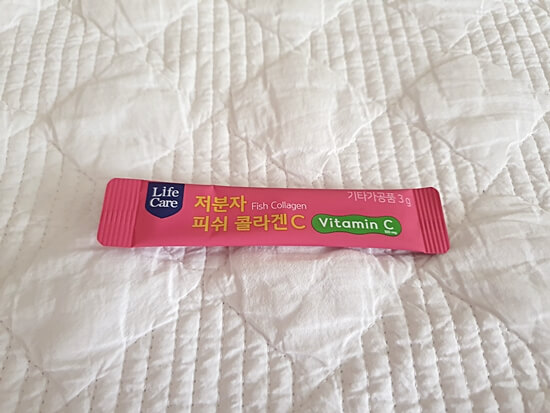 Life
Care
저분자 Fish Collagen
기타가공품 3g
피쉬 콜라겐 C
Vitamin C